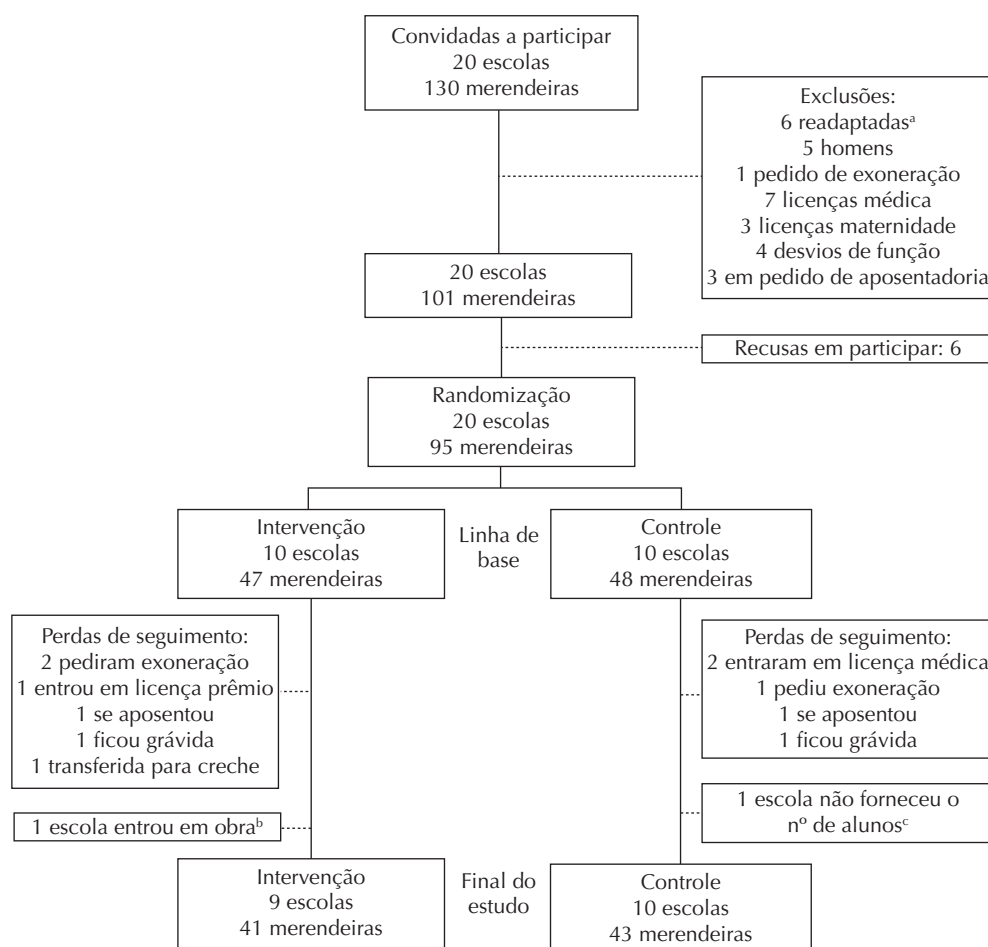 Convidadas a participar
20 escolas
130 merendeiras
Exclusões:
6 readaptadasᵃ
5 homens
1 pedido de exoneração
7 licenças médica
3 licenças maternidade
4 desvios de função
3 em pedido de aposentadoria
20 escolas
101 merendeiras
Recusas em participar: 6
Randomização
20 escolas
95 merendeiras
Intervenção
10 escolas
47 merendeiras
Linha de
base
Controle
10 escolas
48 merendeiras
Perdas de seguimento:
2 pediram exoneração
1 entrou em licença prêmio
1 se aposentou
1 ficou grávida
1 transferida para creche
Perdas de seguimento:
2 entraram em licença médica
1 pediu exoneração
1 se aposentou
1 ficou grávida
1 escola entrou em obraᵇ
1 escola não forneceu o
nº de alunosᶜ
Intervenção
9 escolas
41 merendeiras
Final do
estudo
Controle
10 escolas
43 merendeiras